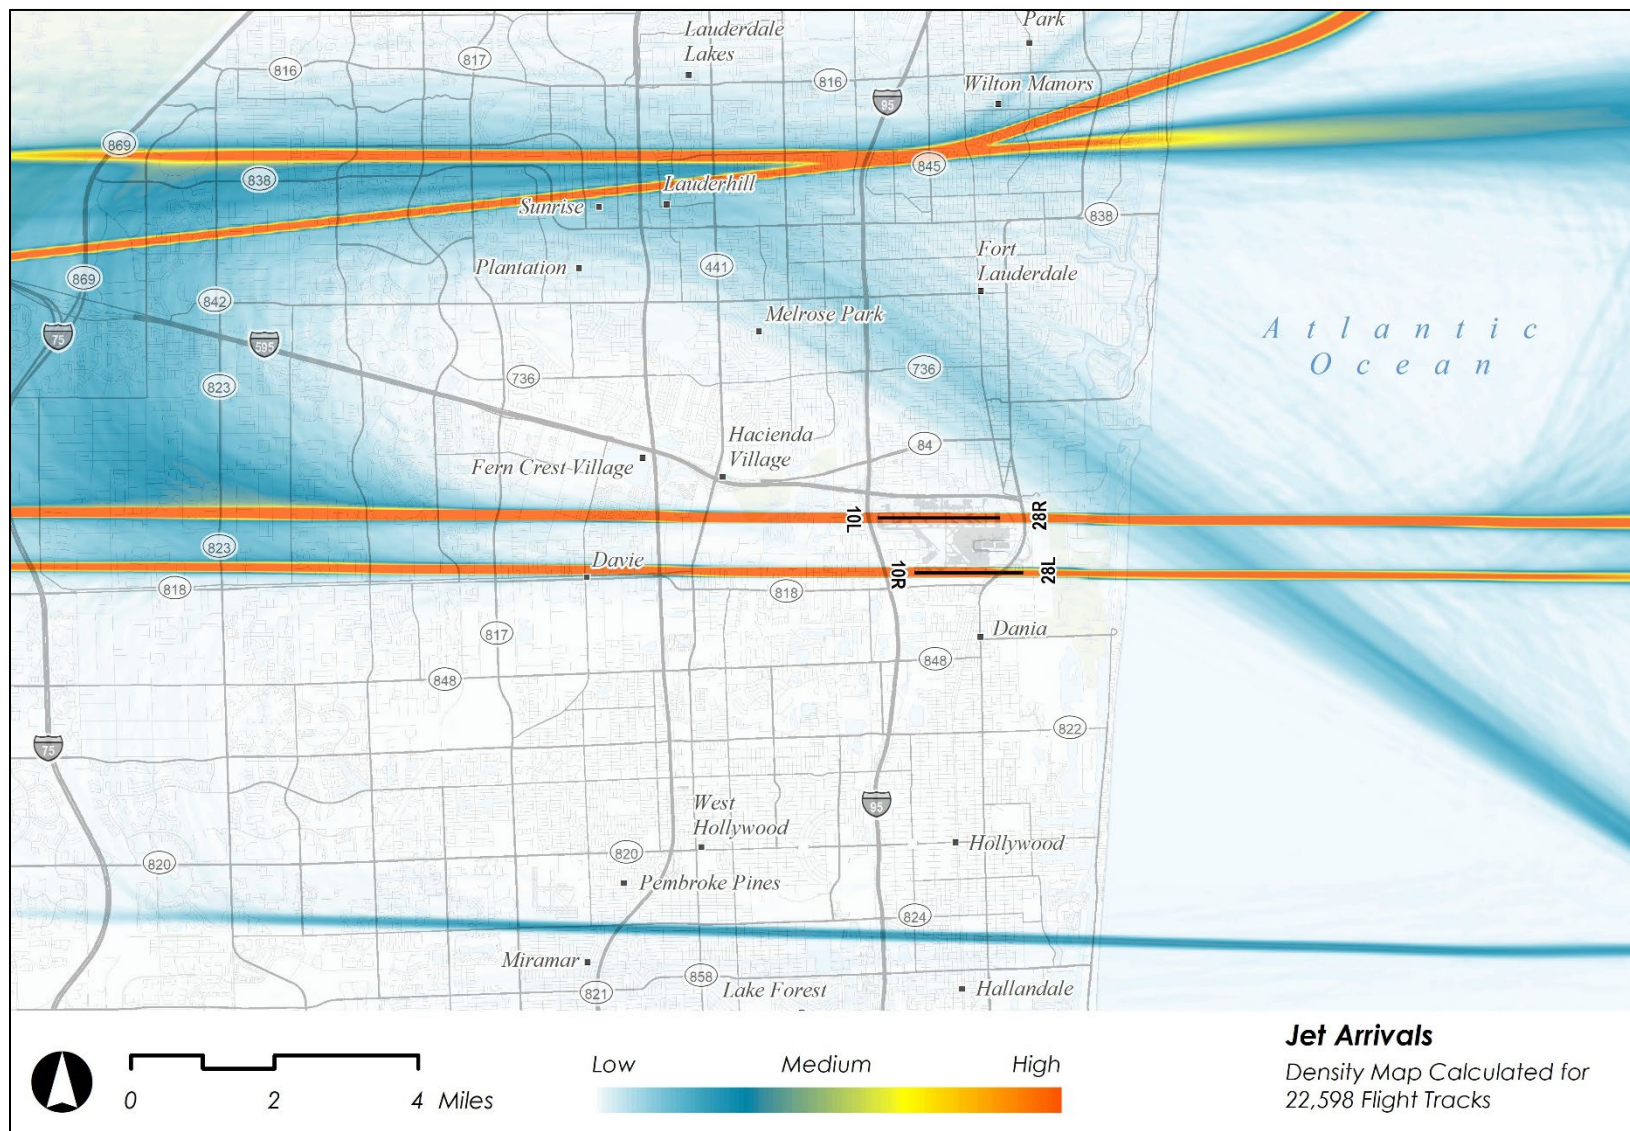 Park
Lauderdale
Lakes
817
816
816
Wilton Manors
95
869
845
838
Lauderhill
Sunrise
838
Fort
Lauderdale
Plantation
441
869
842
Melrose Park
Atlantic
Ocean
75
595
736
736
823
Hacienda
Village
84
Fern Crest Village
10L
28R
823
Davie
10R
28L
818
818
817
Dania
848
848
822
75
West
Hollywood
95
820
820
Hollywood
Pembroke Pines
824
Miramar
858
821
Lake Forest
Hallandale
0 2 4 Miles
Low Medium High
Jet Arrivals
Density Map Calculated for
22,598 Flight Tracks